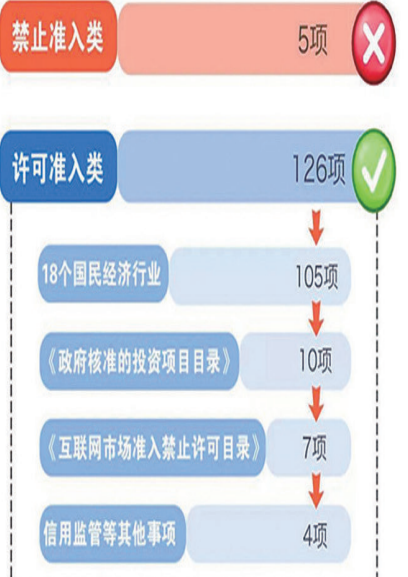 禁止准入类 5项
许可准入类 126项
18个国民经济行业 105项
《政府核准的投资项目目录》 10项
《互联网市场准入禁止许可目录》 7项
信用监管等其他事项 4项